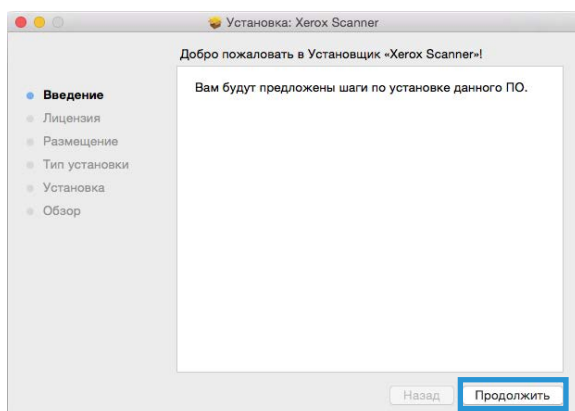 Установка: Xerox Scanner
Добро пожаловать в Установщик «Xerox Scanner»!
Введение
Лицензия
Размещение
Тип установки
Установка
Обзор
Вам будут предложены шаги по установке данного ПО.
Назад
Продолжить